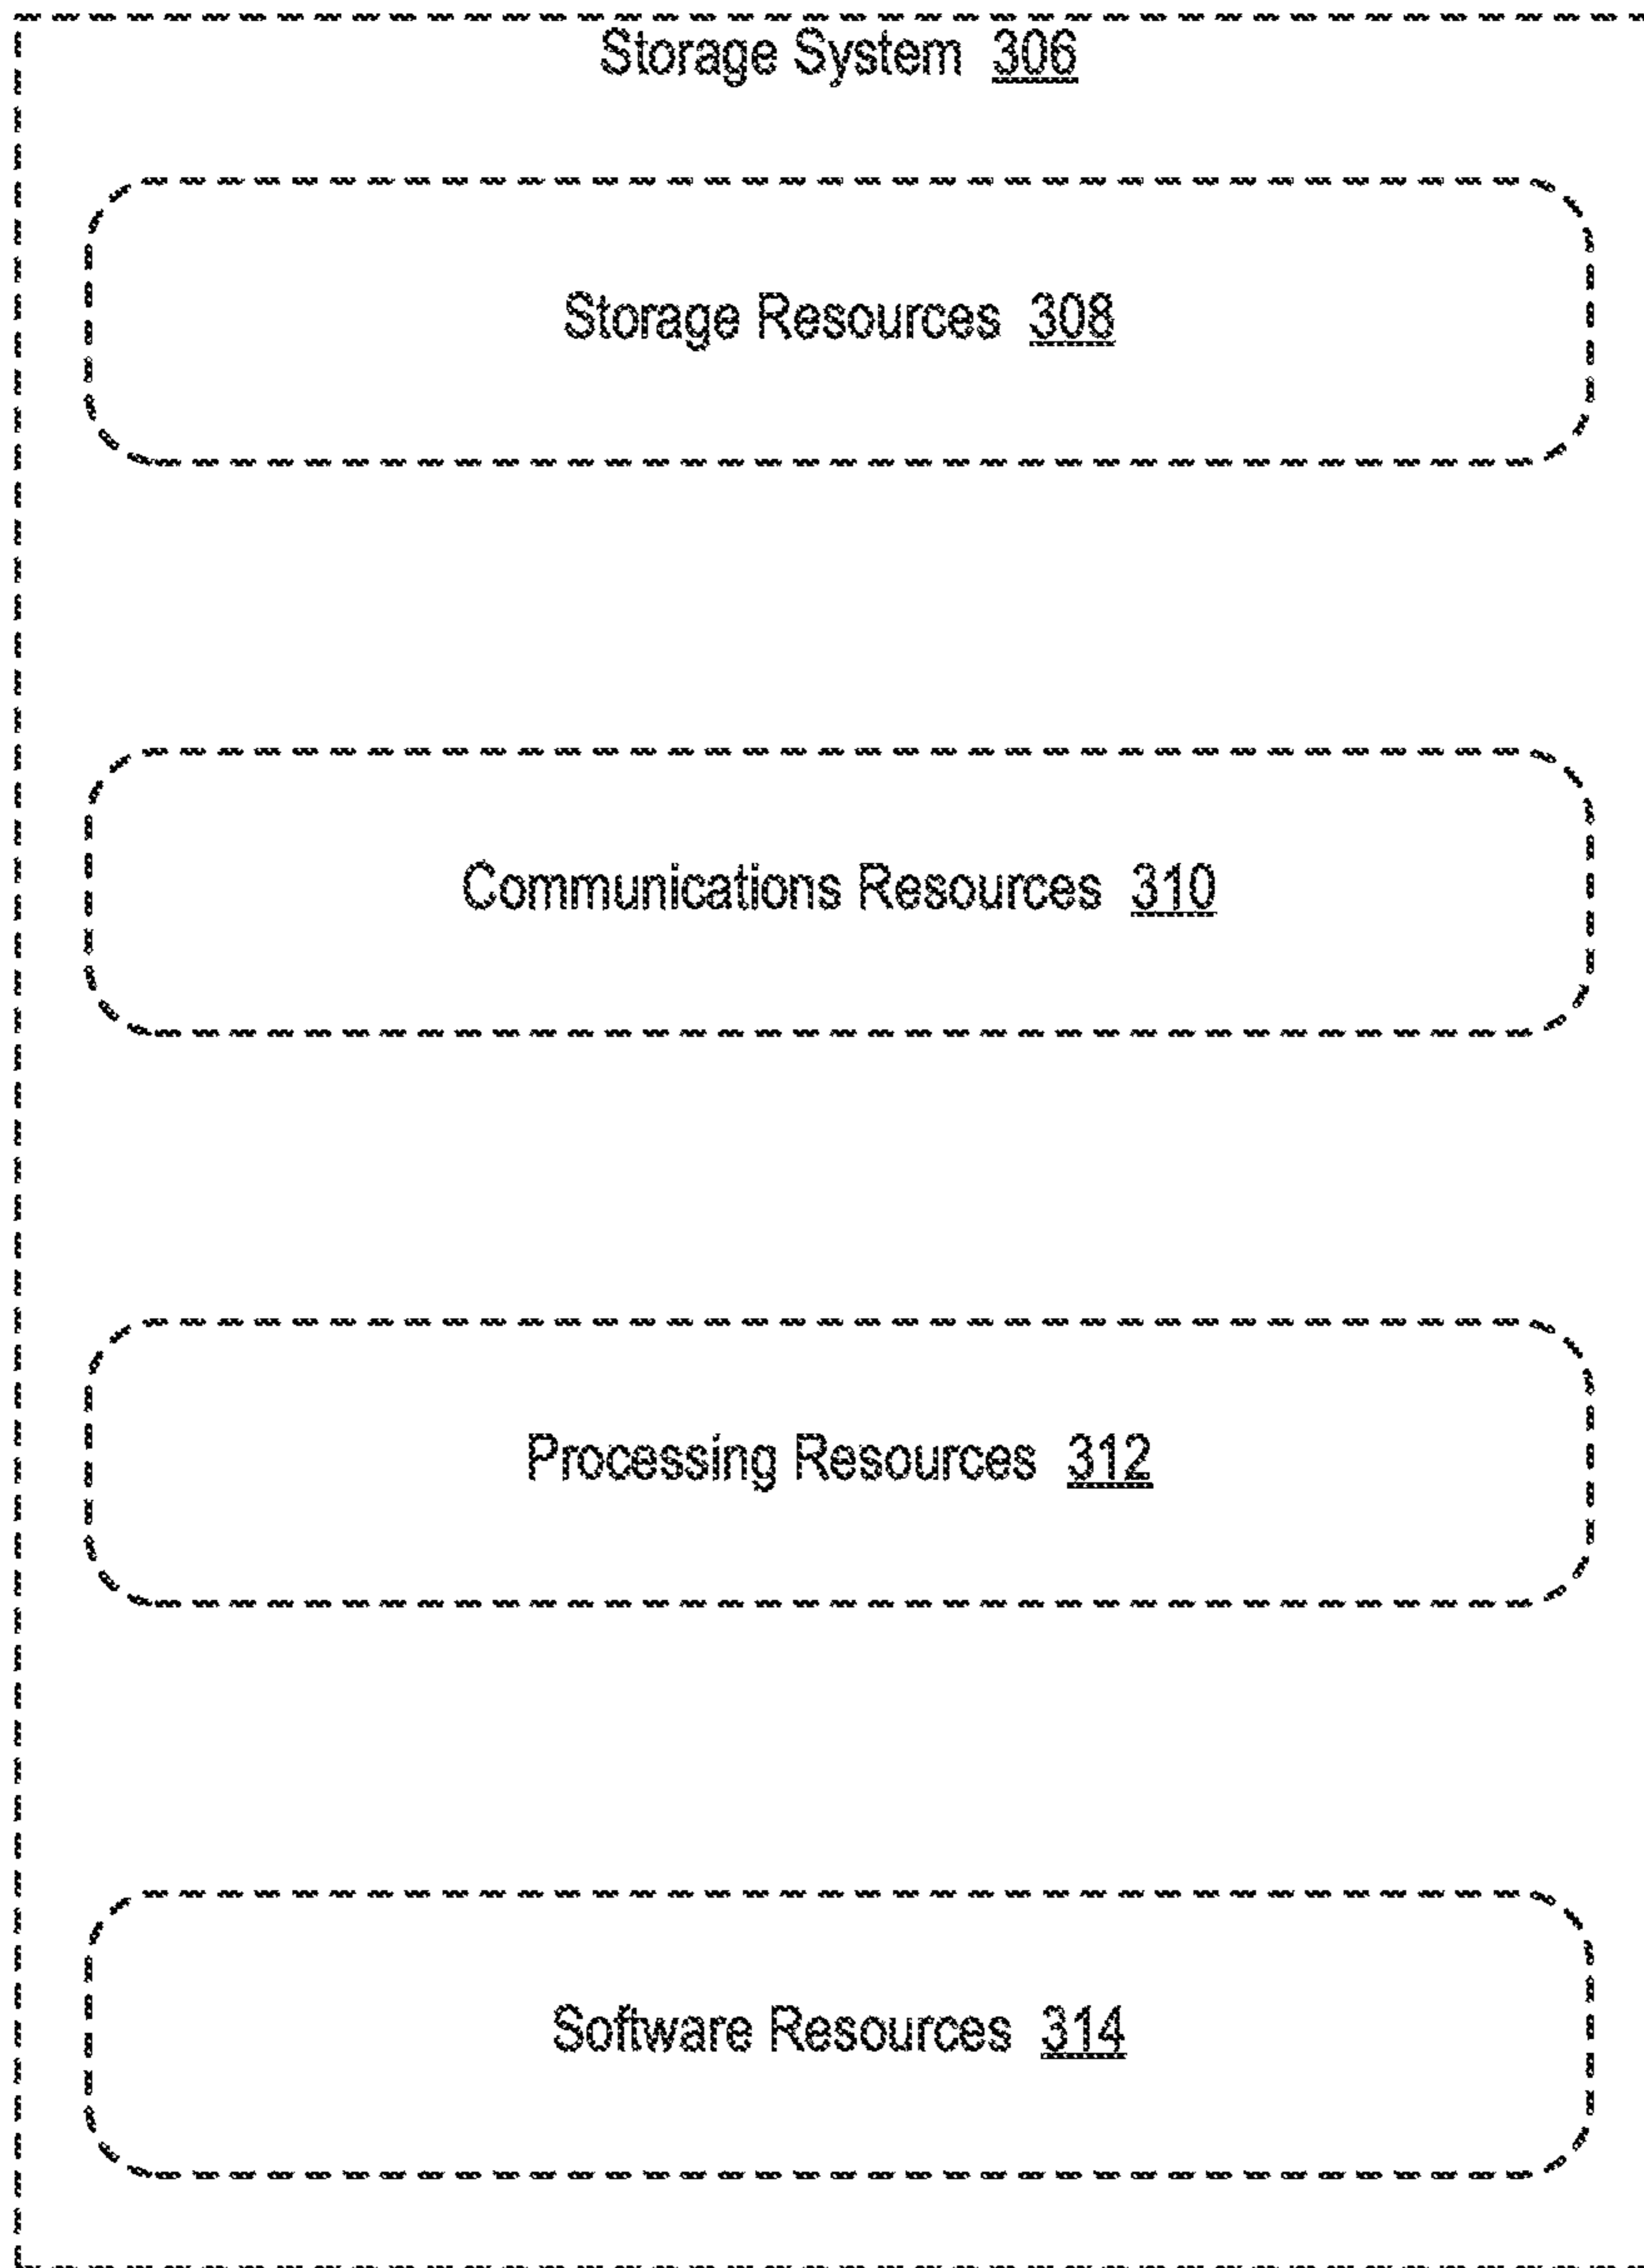 Storage System 306
Storage Resources 308
Communications Resources 310
Processing Resources 312
Software Resources 314